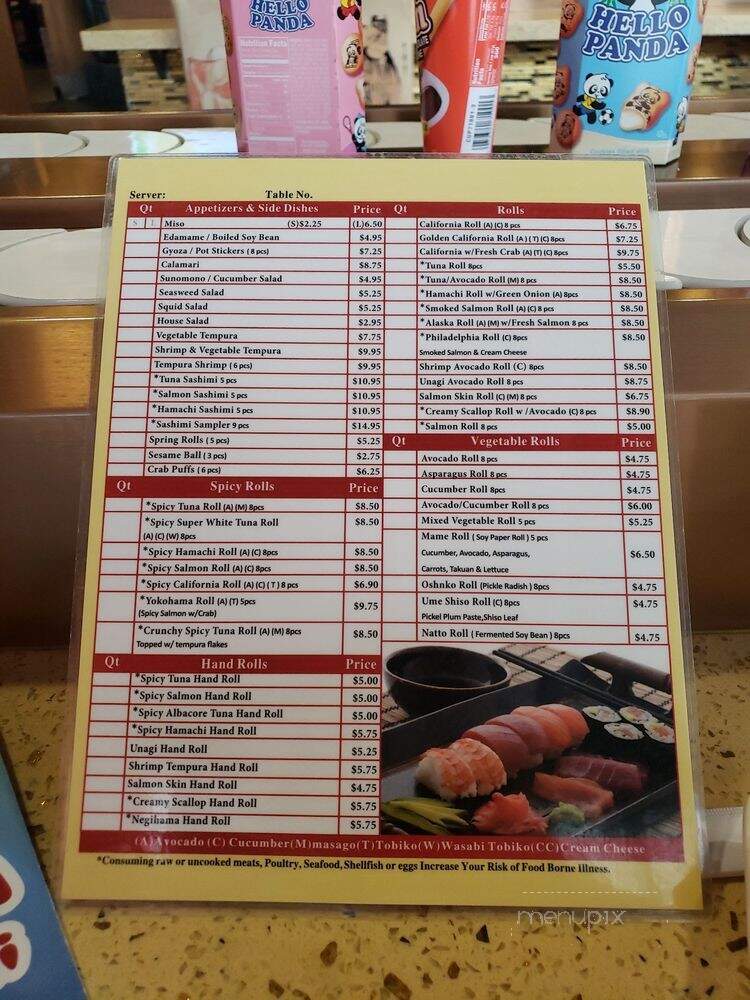 HELLO
PANDA
Nutrition Facts
HELLO
PANDA
Nutrition
Facts
Server: Table No.
Qt Appetizers & Side Dishes Price
S L Miso (S)$2.25 (L)6.50
Edamame / Boiled Soy Bean $4.95
Gyoza / Pot Stickers ( 8 pcs) $7.25
Calamari $8.75
Sunomono / Cucumber Salad $4.95
Seasweed Salad $5.25
Squid Salad $5.25
House Salad $2.95
Vegetable Tempura $7.75
Shrimp & Vegetable Tempura $9.95
Tempura Shrimp ( 6 pcs) $9.95
*Tuna Sashimi 5 pcs $10.95
*Salmon Sashimi 5 pcs $10.95
*Hamachi Sashimi 5 pcs $10.95
*Sashimi Sampler 9 pcs $14.95
Spring Rolls ( 5 pcs) $5.25
Sesame Ball ( 3 pcs) $2.75
Crab Puffs ( 6 pcs) $6.25
Qt Spicy Rolls Price
*Spicy Tuna Roll (A) (M) 8pcs $8.50
*Spicy Super White Tuna Roll $8.50
(A) (C) (W) 8pcs
*Spicy Hamachi Roll (A) (C) 8pcs $8.50
*Spicy Salmon Roll (A) (C) 8pcs $8.50
*Spicy California Roll (A) (C) ( T ) 8 pcs $6.90
*Yokohama Roll (A) (T) 5pcs $9.75
(Spicy Salmon w/Crab)
*Crunchy Spicy Tuna Roll (A) (M) 8pcs $8.50
Topped w/ tempura flakes
Qt Hand Rolls Price
*Spicy Tuna Hand Roll $5.00
*Spicy Salmon Hand Roll $5.00
*Spicy Albacore Tuna Hand Roll $5.00
*Spicy Hamachi Hand Roll $5.75
Unagi Hand Roll $5.25
Shrimp Tempura Hand Roll $5.75
Salmon Skin Hand Roll $4.75
*Creamy Scallop Hand Roll $5.75
*Negihama Hand Roll $5.75
Qt Rolls Price
California Roll (A) (C) 8 pcs $6.75
Golden California Roll (A ) ( T) (C) 8pcs $7.25
California w/Fresh Crab (A) (T) (C) 8pcs $9.75
*Tuna Roll 8pcs $5.50
*Tuna/Avocado Roll (M) 8 pcs $8.50
*Hamachi Roll w/Green Onion (A) 8pcs $8.50
*Smoked Salmon Roll (A) (C) 8 pcs $8.50
*Alaska Roll (A) (M) w/Fresh Salmon 8 pcs $8.50
*Philadelphia Roll (C) 8pcs $8.50
Smoked Salmon & Cream Cheese
Shrimp Avocado Roll (C) 8pcs $8.50
Unagi Avocado Roll 8 pcs $8.75
Salmon Skin Roll (C) (M) 8 pcs $6.75
*Creamy Scallop Roll w /Avocado (C) 8 pcs $8.90
*Salmon Roll 8 pcs $5.00
Qt Vegetable Rolls Price
Avocado Roll 8 pcs $4.75
Asparagus Roll 8 pcs $4.75
Cucumber Roll 8pcs $4.75
Avocado/Cucumber Roll 8 pcs $6.00
Mixed Vegetable Roll 5 pcs $5.25
Mame Roll ( Soy Paper Roll ) 5 pcs
Cucumber, Avocado, Asparagus, $6.50
Carrots, Takuan & Lettuce
Oshnko Roll (Pickle Radish ) 8pcs $4.75
Ume Shiso Roll (C) 8pcs $4.75
Pickel Plum Paste,Shiso Leaf
Natto Roll ( Fermented Soy Bean ) 8pcs $4.75
(A)Avocado (C) Cucumber(M)masago(T)Tobiko(W)Wasabi Tobiko(CC)Cream Cheese
*Consuming raw or uncooked meats, Poultry, Seafood, Shellfish or eggs Increase Your Risk of Food Borne illness.
menupix